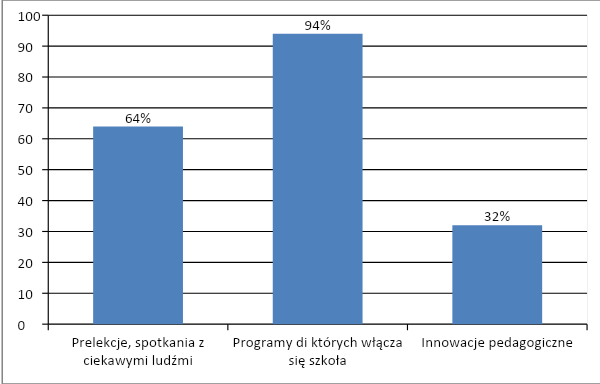 100
90
80
70
60
50
40
30
20
10
0
64%
94%
32%
Prelekcje, spotkania z
ciekawymi ludźmi
Programy di których włącza
się szkoła
Innowacje pedagogiczne